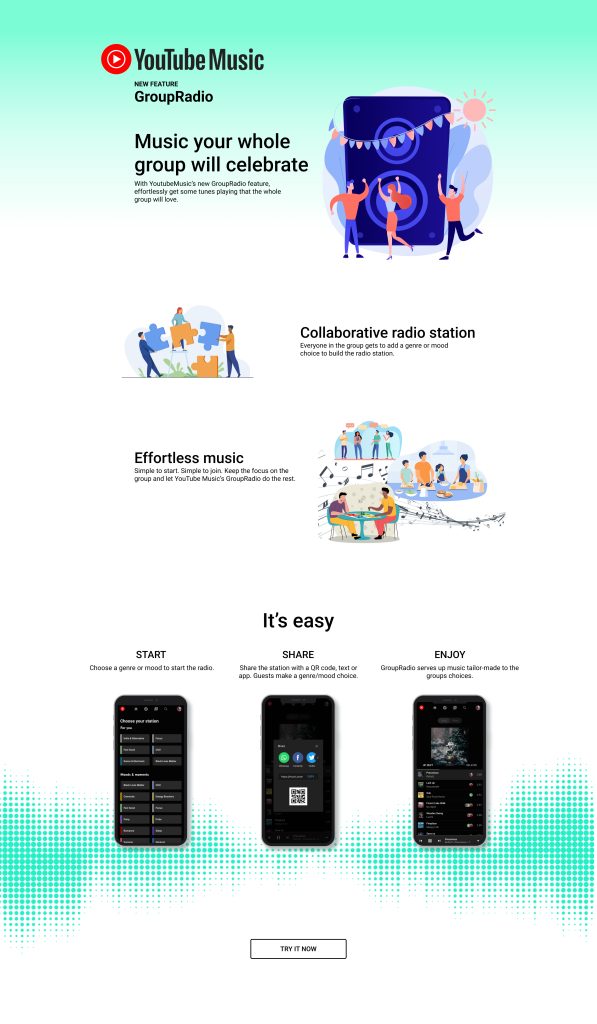 YouTube Music
NEW FEATURE
GroupRadio
Music your whole
group will celebrate
With YoutubeMusic's new GroupRadio feature,
effortlessly get some tunes playing that the whole
group will love.
Collaborative radio station
Everyone in the group gets to add a genre or mood
choice to build the radio station.
Effortless music
Simple to start. Simple to join. Keep the focus on the
group and let YouTube Music's GroupRadio do the rest.
It's easy
START
Choose a genre or mood to start the radio.
SHARE
Share the station with a QR code, text or
app. Guests make a genre/mood choice.
ENJOY
GroupRadio serves up music tailor-made to the
groups choices.
Choose your station
For you
Moods & moments
TRY IT NOW